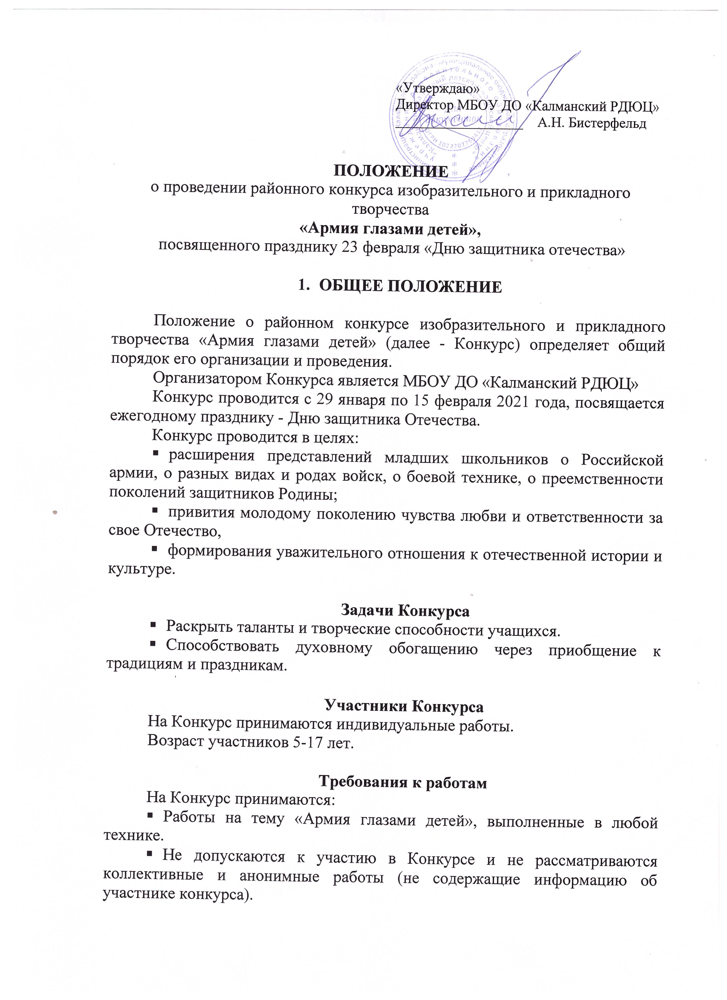 «Утверждаю»
Директор МБОУ ДО «Калманский РДЮЦ»
А.Н. Бистерфельд
ПОЛОЖЕНИЕ
о проведении районного конкурса изобразительного и прикладного
творчества
«Армия глазами детей»,
посвященного празднику 23 февраля «Дню защитника отечества»
1. ОБЩЕЕ ПОЛОЖЕНИЕ
Положение о районном конкурсе изобразительного и прикладного
творчества «Армия глазами детей» (далее - Конкурс) определяет общий
порядок его организации и проведения.
Организатором Конкурса является МБОУ ДО «Калманский РДЮЦ»
Конкурс проводится с 29 января по 15 февраля 2021 года, посвящается
ежегодному празднику - Дню защитника Отечества.
Конкурс проводится в целях:
▪ расширения представлений младших школьников о Российской
армии, о разных видах и родах войск, о боевой технике, о преемственности
поколений защитников Родины;
▪ привития молодому поколению чувства любви и ответственности за
свое Отечество,
▪ формирования уважительного отношения к отечественной истории и
культуре.
Задачи Конкурса
▪ Раскрыть таланты и творческие способности учащихся.
▪ Способствовать духовному обогащению через приобщение к
традициям и праздникам.
Участники Конкурса
На Конкурс принимаются индивидуальные работы.
Возраст участников 5-17 лет.
Требования к работам
На Конкурс принимаются:
▪ Работы на тему «Армия глазами детей», выполненные в любой
технике.
▪ Не допускаются к участию в Конкурсе и не рассматриваются
коллективные и анонимные работы (не содержащие информацию об
участнике конкурса).